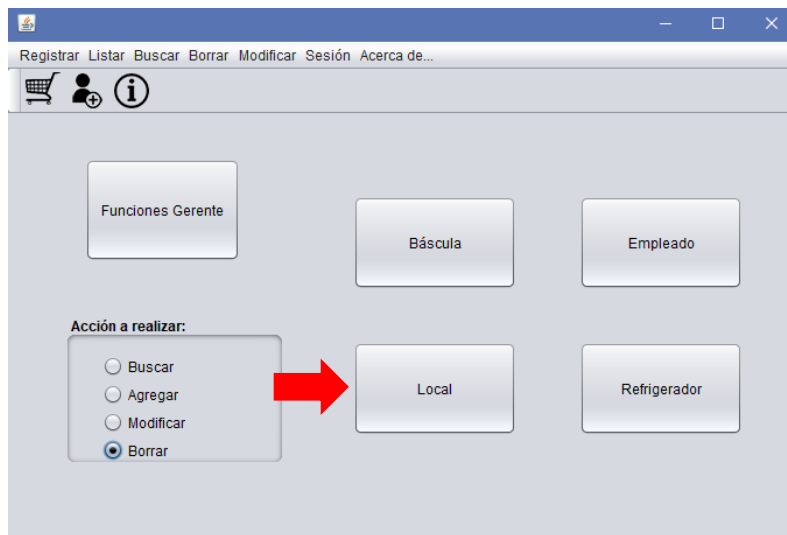 Registrar Listar Buscar Borrar Modificar Sesión Acerca de...
Funciones Gerente
Báscula
Empleado
Acción a realizar:
Buscar
Agregar
Modificar
Borrar
Local
Refrigerador